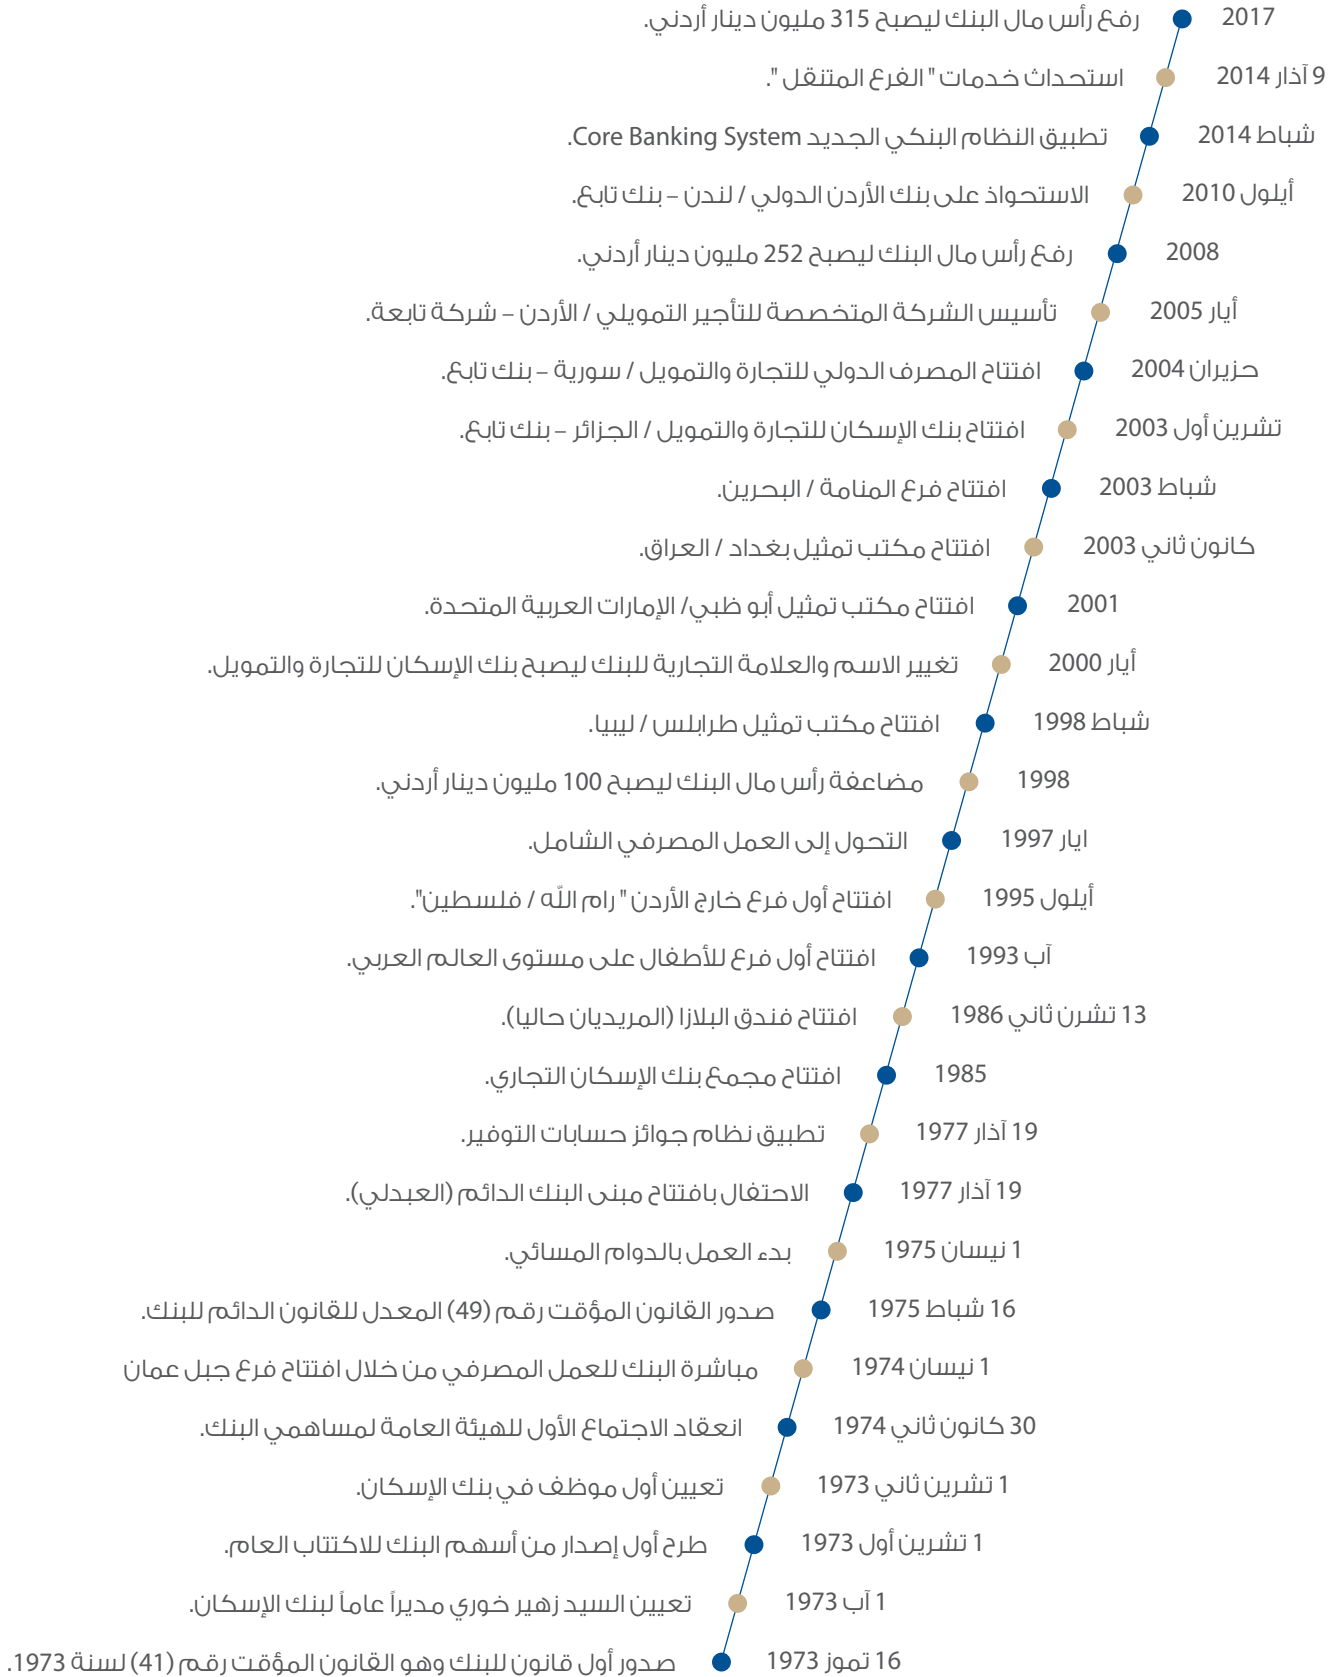 2017 رفع رأس مال البنك ليصبح 315 مليون دينار أردني.
9 آذار 2014 استحداث خدمات " الفرع المتنقل ".
شباط 2014 تطبيق النظام البنكي الجديد Core Banking System.
أيلول 2010 الاستحواذ على بنك الأردن الدولي / لندن – بنك تابع.
2008 رفع رأس مال البنك ليصبح 252 مليون دينار أردني.
أيار 2005 تأسيس الشركة المتخصصة للتأجير التمويلي / الأردن – شركة تابعة.
حزيران 2004 افتتاح المصرف الدولي للتجارة والتمويل / سورية – بنك تابع.
تشرين أول 2003 افتتاح بنك الإسكان للتجارة والتمويل / الجزائر – بنك تابع.
شباط 2003 افتتاح فرع المنامة / البحرين.
كانون ثاني 2003 افتتاح مكتب تمثيل بغداد / العراق.
2001 افتتاح مكتب تمثيل أبو ظبي/ الإمارات العربية المتحدة.
أيار 2000 تغيير الاسم والعلامة التجارية للبنك ليصبح بنك الإسكان للتجارة والتمويل.
شباط 1998 افتتاح مكتب تمثيل طرابلس / ليبيا.
1998 مضاعفة رأس مال البنك ليصبح 100 مليون دينار أردني.
ايار 1997 التحول إلى العمل المصرفي الشامل.
أيلول 1995 افتتاح أول فرع خارج الأردن " رام اللّه / فلسطين".
آب 1993 افتتاح أول فرع للأطفال على مستوى العالم العربي.
13 تشرن ثاني 1986 افتتاح فندق البلازا (المريديان حاليا).
1985 افتتاح مجمع بنك الإسكان التجاري.
19 آذار 1977 تطبيق نظام جوائز حسابات التوفير.
19 آذار 1977 الاحتفال بافتتاح مبنى البنك الدائم (العبدلي).
1 نيسان 1975 بدء العمل بالدوام المسائي.
16 شباط 1975 صدور القانون المؤقت رقم (49) المعدل للقانون الدائم للبنك.
1 نيسان 1974 مباشرة البنك للعمل المصرفي من خلال افتتاح فرع جبل عمان
30 كانون ثاني 1974 انعقاد الاجتماع الأول للهيئة العامة لمساهمي البنك.
1 تشرين ثاني 1973 تعيين أول موظف في بنك الإسكان.
1 تشرين أول 1973 طرح أول إصدار من أسهم البنك للاكتتاب العام.
1 آب 1973 تعيين السيد زهير خوري مديراً عاماً لبنك الإسكان.
16 تموز 1973 صدور أول قانون للبنك وهو القانون المؤقت رقم (41) لسنة 1973.